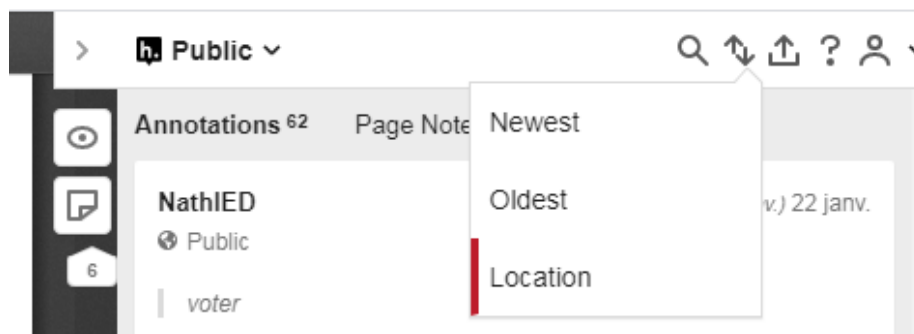 h. Public
Annotations 62
Page Note
Newest
NathIED
Oldest
v.) 22 janv.
Public
Location
6
voter